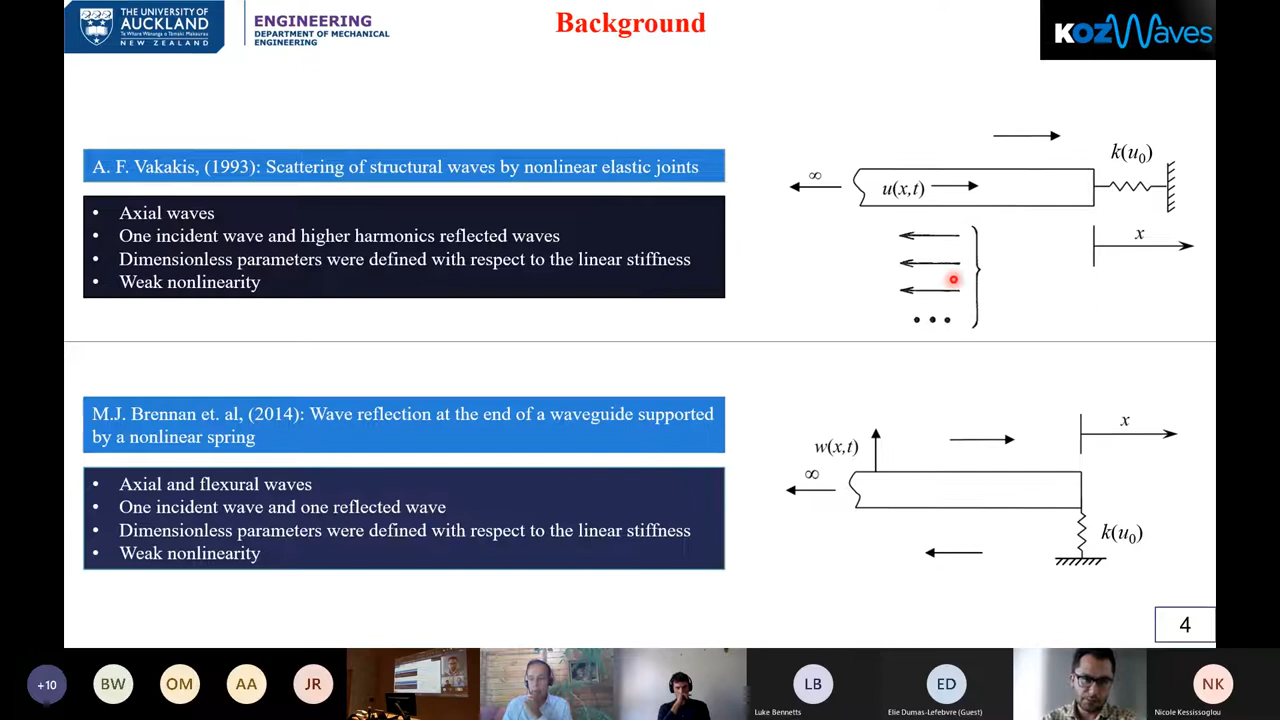 THE UNIVERSITY OF
AUCKLAND
Te Whare Wānanga o Tāmaki Makaurau
NEW ZEALAND
ENGINEERING
DEPARTMENT OF MECHANICAL
ENGINEERING
Background
KOZWaves
A. F. Vakakis, (1993): Scattering of structural waves by nonlinear elastic joints
• Axial waves
• One incident wave and higher harmonics reflected waves
• Dimensionless parameters were defined with respect to the linear stiffness
• Weak nonlinearity
k(u₀)
∞
u(x,t)
x
M.J. Brennan et. al, (2014): Wave reflection at the end of a waveguide supported
by a nonlinear spring
• Axial and flexural waves
• One incident wave and one reflected wave
• Dimensionless parameters were defined with respect to the linear stiffness
• Weak nonlinearity
x
w(x,t)
∞
k(u₀)
4
+10
BW
OM
AA
JR
LB
Luke Bennetts
ED
Elie Dumas-Lefebvre (Guest)
NK
Nicole Kessissoglou